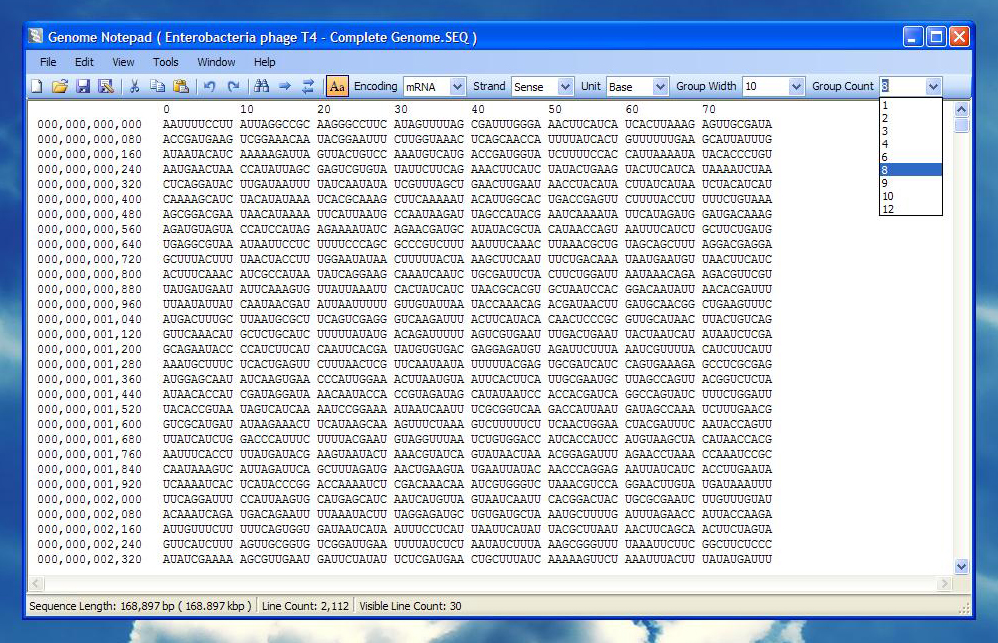 Genome Notepad ( Enterobacteria phage T4 - Complete Genome.SEQ )
File Edit View Tools Window Help
Aa Encoding mRNA Strand Sense Unit Base Group Width 10 Group Count 8
1
2
3
4
6
8
9
10
12
0 10 20 30 40 50 60 70
000,000,000,000 AAUUUUCCUU AUUAGGCCGC AAGGGCCUUC AUAGUUUUAG CGAUUUGGGA AACUUCAUCA UCACUUAAAG AGUUGCGAUA
000,000,000,080 ACCGAUGAAG UCGGAAACAA UACGGAAUUC CUUGGUAAAC UCAGCAACCA UUUUAUCACU GUUUUUUGAA GCAUUAUUUG
000,000,000,160 AUAAUACAUC AAAAAGAUUA GUUACUGUCC AAAUGUCAUG ACCGAUGGUA UCUUUUCCAC CAUUAAAAUA UACACCCUGU
000,000,000,240 AAUGAACUAA CCAUAUUAGC GAGUCGUGUA UAUUCUUCAG AAACUUCAUC UAUACUGAAG UACUUCAUCA UAAAAUCUAA
000,000,000,320 CUCAGGAUAC UUGAUAAUUU UAUCAAUAUA UCGUUUAGCU GAACUUGAAU AACCUACAUA CUUAUCAUAA UCUACAUCAU
000,000,000,400 CAAAAGCAUC UACAUAUAAA UCACGCAAAG CUUCAAAAAU ACAUUGGCAC UGACCGAGUU CUUUUACCUU UUUUCUGUAAA
000,000,000,480 AGCGGACGAA UAACAUAAAA UUCAUUAAUG CCAAUAAGAU UAGCCAUACG AAUCAAAAUA UUCAUAGAUG GAUGACAAAG
000,000,000,560 AGAUGUAGUA CCAUCCAUAG AGAAAAUAUC AGAACGAUGC AUAUACGCUA CAUAACCAGU AAUUUCAUCU GCUUCUGAUG
000,000,000,640 UGAGGCGUAA AUAAUUCCUC UUUUCCCAGC GCCCGUCUUU AAUUUCAAAC UUAAACGCUG UAGCAGCUUU AGGACGAGGA
000,000,000,720 GCUUUACUUU UAACUACCUU UGGAAUAUAA ACUUUUUACUA AAGCUUCAAU UUUCUGACAA UAUGAAUGU UAACUUCAUC
000,000,000,800 ACUUUCAAAC AUCGCCAUAA UAUCAGGAAG CAAAUCAAUC UGCGAUUCUA CUUCUGGAUU AAUAAACAGA AGACGUUCGU
000,000,000,880 UAUGAUGAAU AUUCAAAGUG UUAUUAAAUU CACUAUCAUC UAACGCACGU GCUAAUCCAC GGACAAUAUU AACACGAUUU
000,000,000,960 UUAAUAUUAU CAAUAACGAU AUUAAUUUUU GUUGUAUUAA UACCAAACAG ACGAUAACUU GAUGCAACGG CUGAAGUUUC
000,000,001,040 AUGACUUUGC UUAAUGCGCU UUCAGUCGAG GUCAAGAUUU ACUUCAUACA CAACUCCCGC GUUGCAUAAC UUACUGUCAG
000,000,001,120 GUUCAAACAU GCUCUGCAUC UUUUUAUAUG ACAGAUUUUU AGUCGUGAAU UUGACUGAAU UACUAAUCAU AUAAUCUCGA
000,000,001,200 GCAGAAUACC CCAUCUUCAU CAAUUCACGA UAUGUGUGAC GAGGAGAUGU AGAUUCUUUA AAUCGUUUUA CAUCUUCAUU
000,000,001,280 AAAUGCUUUC UCACUGAGUU CUUUAACUCG UUCAAUAAUA UUUUUACGAG UGCGAUCAUC CAGUGAAAGA GCCUCGCGAG
000,000,001,360 AUGGAGCAAU AUCAAGUGAA CCCAUUGGAA ACUUAAUGUA AUUCACUUCA UUGCGAAUGC UUAGCCAGUU ACGGUCUCUA
000,000,001,440 AUAACACCAU CGAUAGGAUA ACAAUACCA CCGUAGAUAG CAUAUAAUCC ACCACGAUCA GGCCAGUAUC UUUCUGGAUU
000,000,001,520 UACACCGUAA UAGUCAUCAA AAUCCGGAAA AUAAUCAAUU UCGCGGUCAA GACCAUUAAU GAUAGCCAAA UCUUUGAACG
000,000,001,600 GUCGCAUGAU AUAAGAAACU UCAUAAGCAA AGUUUCUAAA GUCUUUUUCU UCAACUGGAA CUACGAUUUC AAUACCAGUU
000,000,001,680 UUAUCAUCUG GACCCAUUUC UUUUACGAAU GUAGGUUUAA UCUGUGGACC AUCACCAUCC AUGUAAGCUA CAUAACCACG
000,000,001,760 AAUUUCACCU UUAUGAUACG AAGUAAUACU AAACGUAUCA GUAUAACUAA ACGGAGAUUU AGAACCUAAA CCAAAUCCGC
000,000,001,840 CAAUAAAGUC AUUAGAUUCA GCUUUAGAUG AACUGAAGUA UGAAUUAUAC AACCCAGGAG AAUUAUCAUC ACCUUGAAUA
000,000,001,920 UCAAAAUCAC UCAUACCCGG ACCAAAAUCU CGACAAACAA AUCGUGGGUC UAAACGUCCA GGAACUUGUA UGAUAAAUUU
000,000,002,000 UUCAGGAUUU CCAUUAAGUG CAUGAGCAUC AAUCAUGUUA GUAAUCAAUU CACGGACUAC UGCGCGAAUC UUGUUUGUAU
000,000,002,080 ACAAAUCAGA UGACAGAAUU UUAAAUACUU UAGGAGAUGC UGUGAUGCUA AAUGCUUUUG AUUUAGAACC AUUACCAAGA
000,000,002,160 AUUGUUUCUU UUUUCAGUGGU GAUAAUCAUA AUUUCCUCAU UAAUUCAUAU UACGCUUAAU AACUUCAGCA ACUUCUAGUA
000,000,002,240 GUUCAUCUUU AGUUGCGGUG UCGGAUUGAA UUUUAUCUCU UAAUAUCUUUA AAGCGGGUUU UAAAUUCUUC GGCUUCUCCC
000,000,002,320 AUAUCGAAAA AGCGUUGAAU GAUUCUAUAU UCUCGAUGAA CUGCUUUAUC AAAAAGUUCU AAAUUUACUU UAUAUGAUUU
Sequence Length: 168,897 bp ( 168.897 kbp ) Line Count: 2,112 Visible Line Count: 30